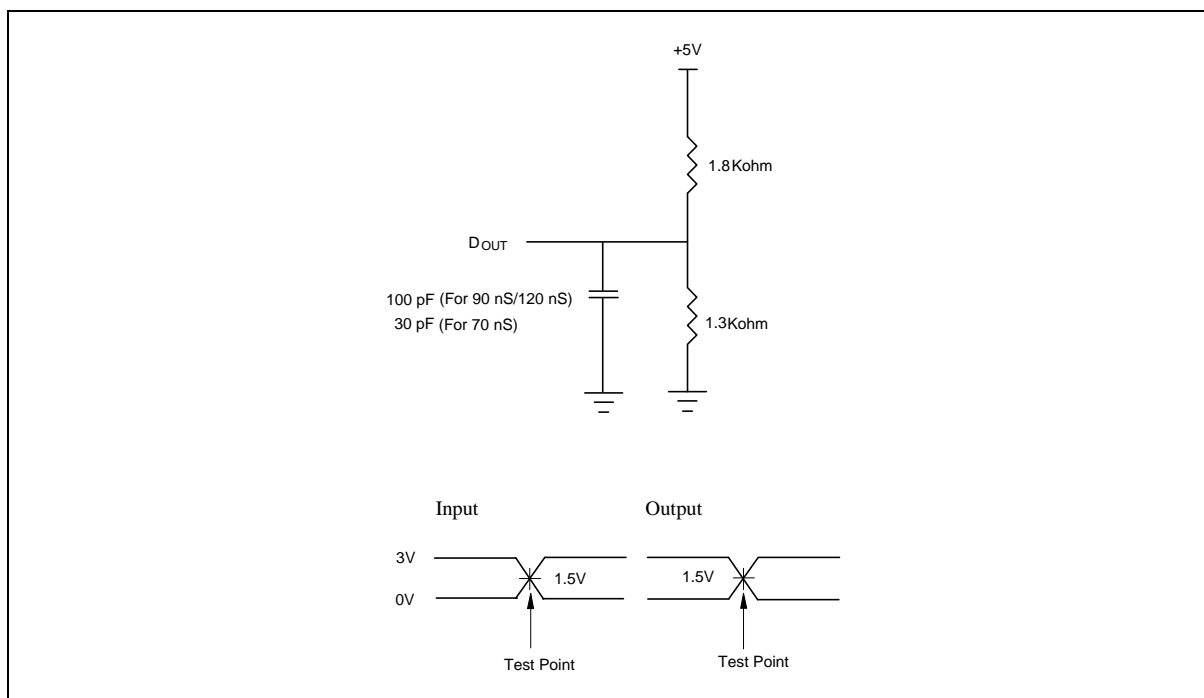 +5V
1.8Kohm
DOUT
100 pF (For 90 nS/120 nS)
30 pF (For 70 nS)
1.3Kohm
Input Output
3V
1.5V 1.5V
0V
Test Point Test Point